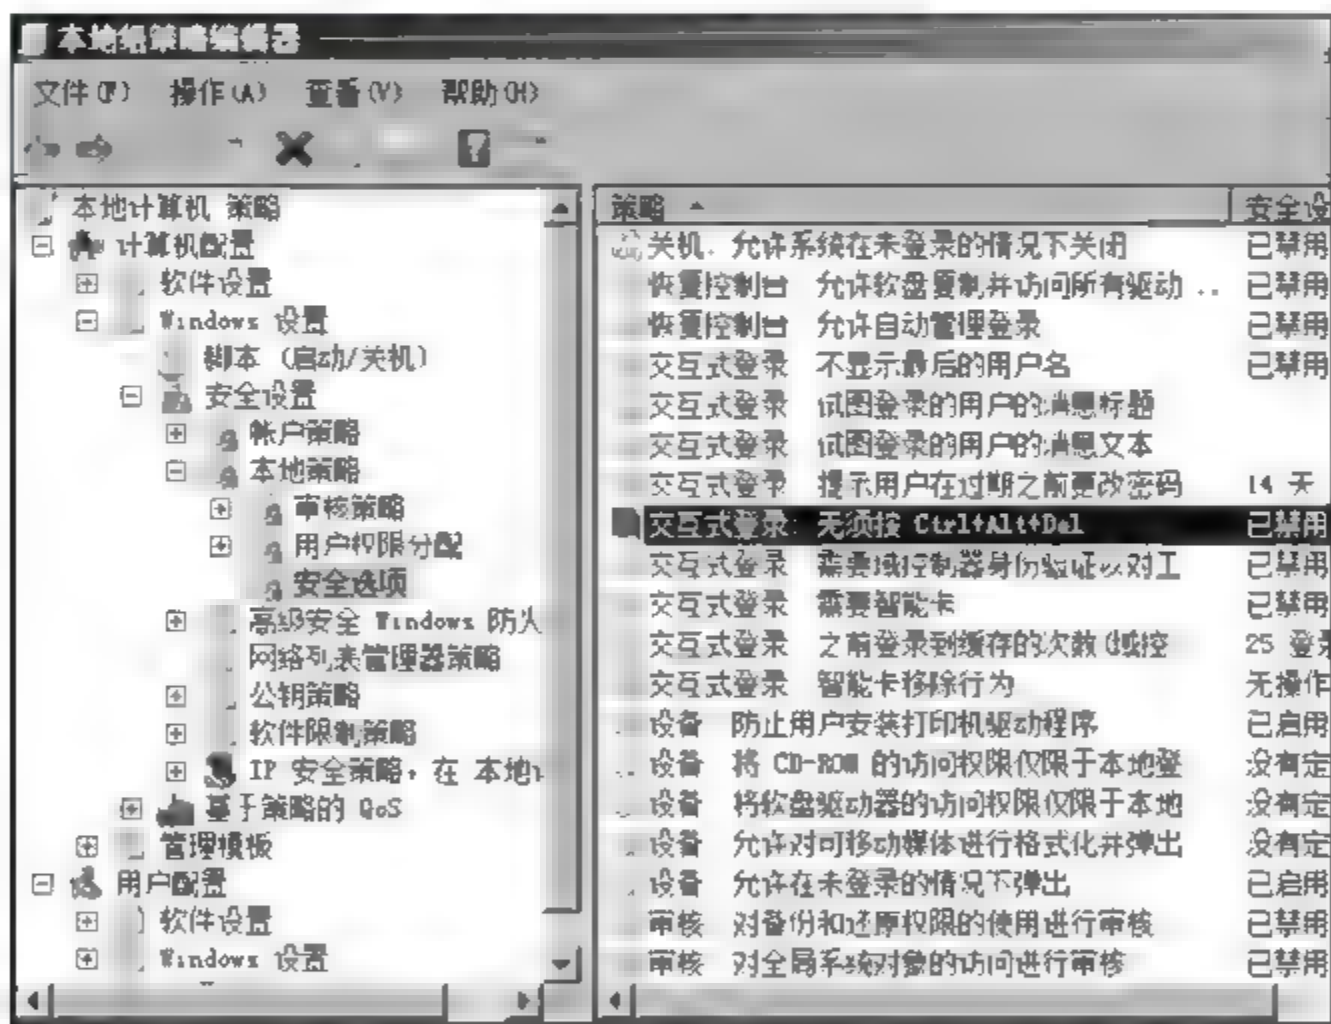 本地组策略编辑器
文件(F) 操作(A) 查看(V) 帮助(H)
本地计算机 策略
计算机配置
软件设置
Windows 设置
脚本 (启动/关机)
安全设置
帐户策略
本地策略
审核策略
用户权限分配
安全选项
高级安全 Windows 防火
网络列表管理器策略
公钥策略
软件限制策略
IP 安全策略,在 本地
基于策略的 QoS
管理模板
用户配置
软件设置
Windows 设置
策略 安全设
关机. 允许系统在未登录的情况下关闭 已禁用
恢复控制台 允许软盘复制并访问所有驱动 .. 已禁用
恢复控制台 允许自动管理登录 已禁用
交互式登录 不显示最后的用户名 已禁用
交互式登录 试图登录的用户的消息标题
交互式登录 试图登录的用户的消息文本
交互式登录 提示用户在过期之前更改密码 14 天
交互式登录: 无须按 Ctrl+Alt+Del 已禁用
交互式登录 需要域控制器身份验证以对工 已禁用
交互式登录 需要智能卡 已禁用
交互式登录 之前登录到缓存的次数(域控 25 登录
交互式登录 智能卡移除行为 无操作
设备 防止用户安装打印机驱动程序 已启用
设备 将 CD-ROM 的访问权限仅限于本地登 没有定
设备 将软盘驱动器的访问权限仅限于本地 没有定
设备 允许对可移动媒体进行格式化并弹出 没有定
设备 允许在未登录的情况下弹出 已启用
审核 对备份和还原权限的使用进行审核 已禁用
审核 对全局系统对象的访问进行审核 已禁用